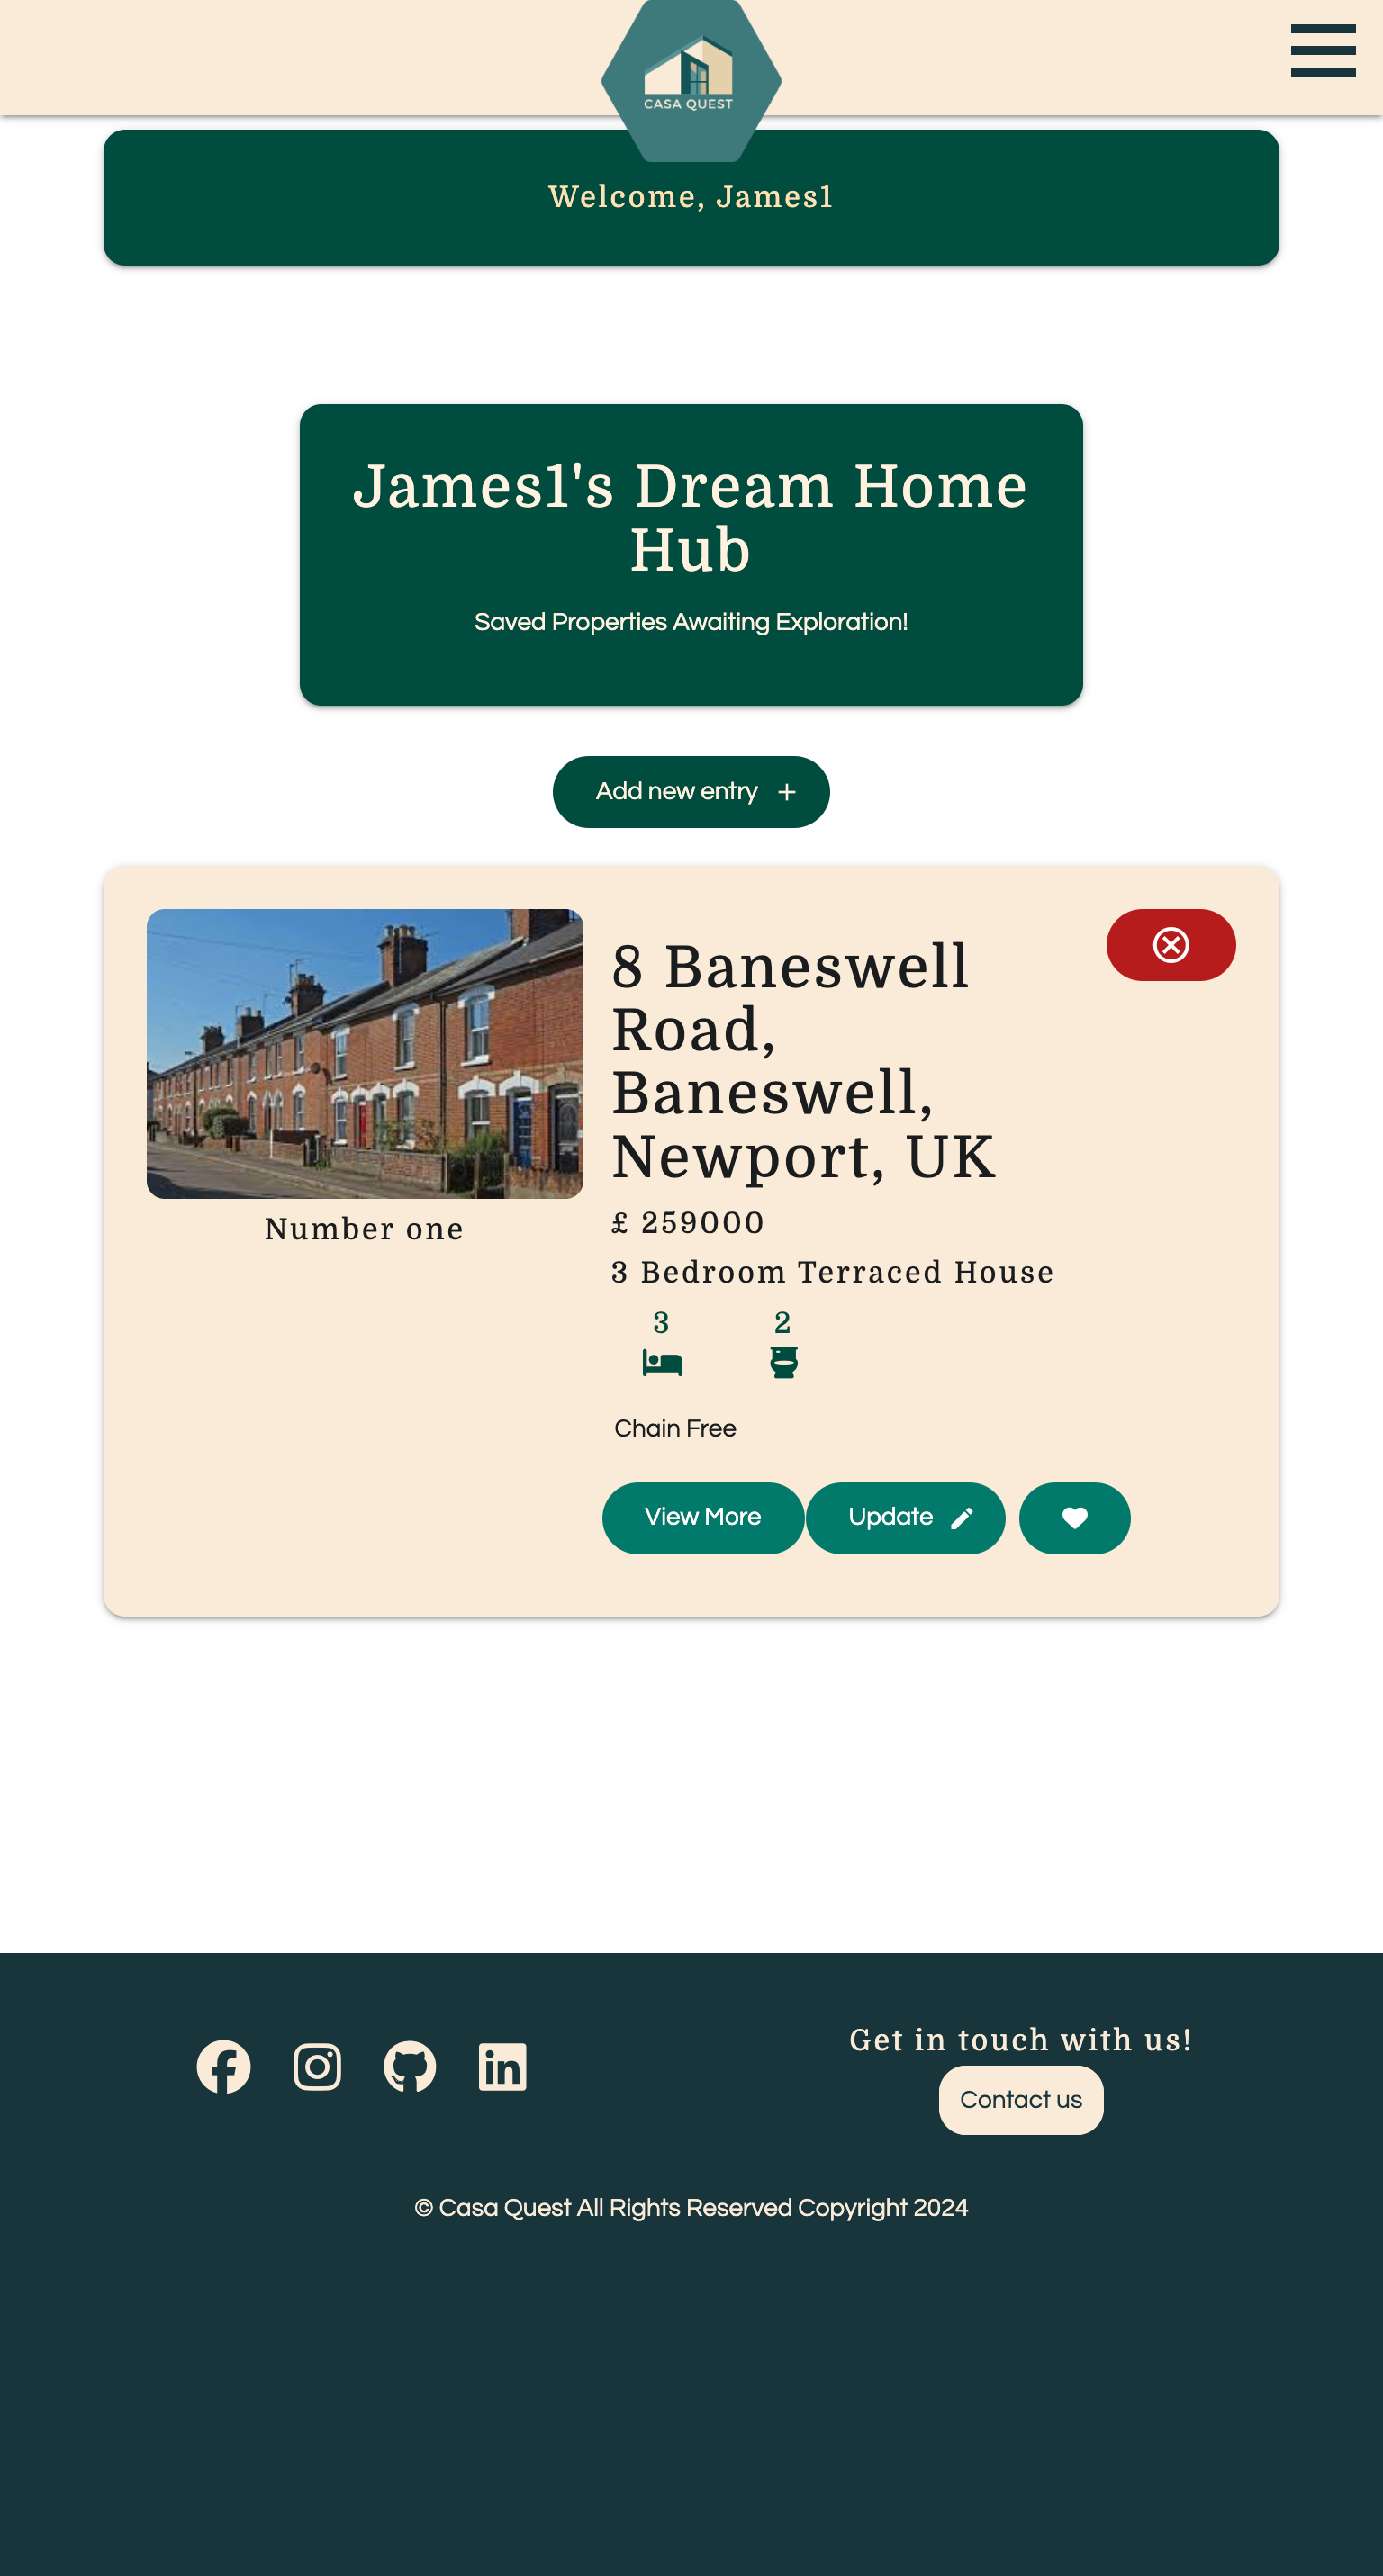 CASA QUEST
Welcome, James1
James1's Dream Home
Hub
Saved Properties Awaiting Exploration!
Add new entry +
8 Baneswell
Road,
Baneswell,
Newport, UK
Number one
£ 259000
3 Bedroom Terraced House
3 2
Chain Free
View More Update
Get in touch with us!
Contact us
© Casa Quest All Rights Reserved Copyright 2024